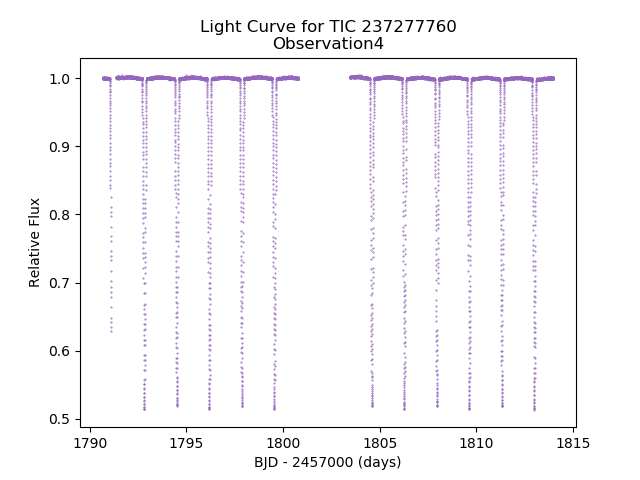 Light Curve for TIC 237277760
Observation4
Relative Flux
1.0
0.9
0.8
0.7
0.6
0.5
1790 1795 1800 1805 1810 1815
BJD - 2457000 (days)